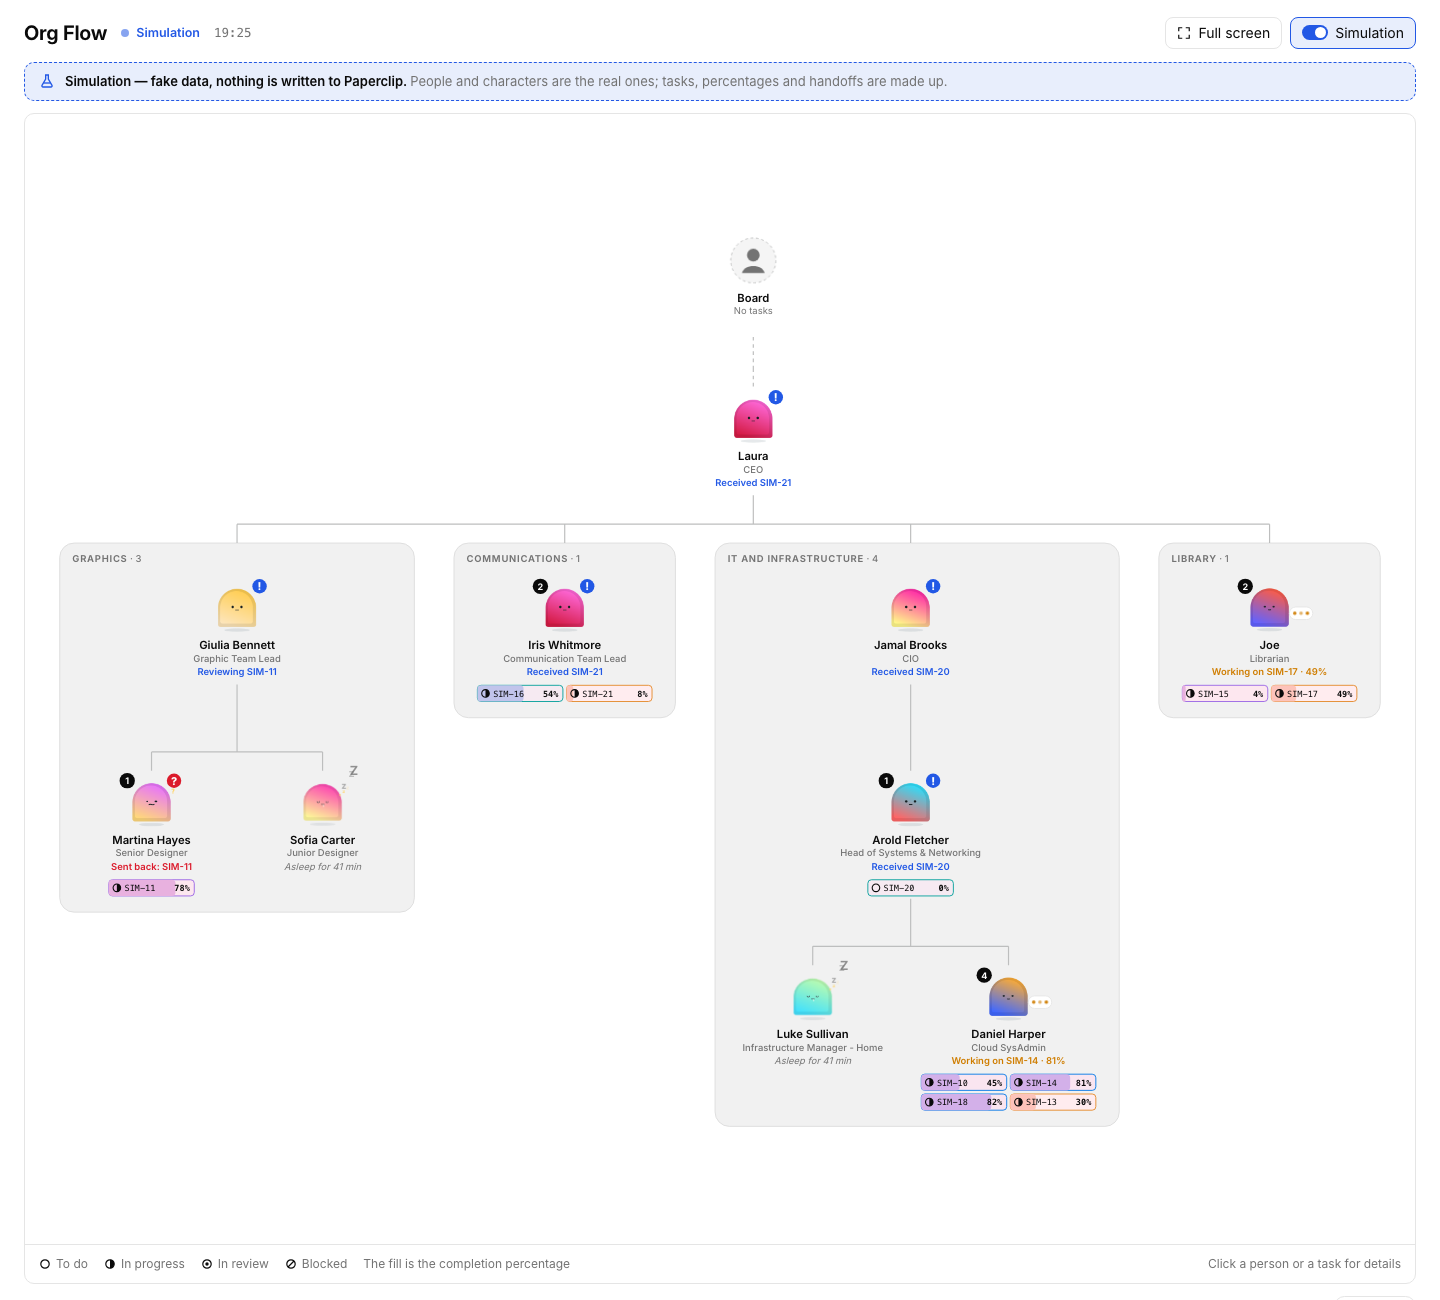 Org Flow
Simulation
19:25
Full screen
Simulation
Simulation — fake data, nothing is written to Paperclip. People and characters are the real ones; tasks, percentages and handoffs are made up.
Board
No tasks
!
Laura
CEO
Received SIM-21
GRAPHICS · 3
!
Giulia Bennett
Graphic Team Lead
Reviewing SIM-11
1
?
Martina Hayes
Senior Designer
Sent back: SIM-11
SIM-11 78%
z
Z
Sofia Carter
Junior Designer
Asleep for 41 min
COMMUNICATIONS · 1
2
!
Iris Whitmore
Communication Team Lead
Received SIM-21
SIM-16 54%
SIM-21 8%
IT AND INFRASTRUCTURE · 4
!
Jamal Brooks
CIO
Received SIM-20
1
!
Arold Fletcher
Head of Systems & Networking
Received SIM-20
SIM-20 0%
z
Z
Luke Sullivan
Infrastructure Manager - Home
Asleep for 41 min
4
Daniel Harper
Cloud SysAdmin
Working on SIM-14 · 81%
SIM-10 45%
SIM-14 81%
SIM-18 82%
SIM-13 30%
LIBRARY · 1
2
Joe
Librarian
Working on SIM-17 · 49%
SIM-15 4%
SIM-17 49%
To do
In progress
In review
Blocked
The fill is the completion percentage
Click a person or a task for details